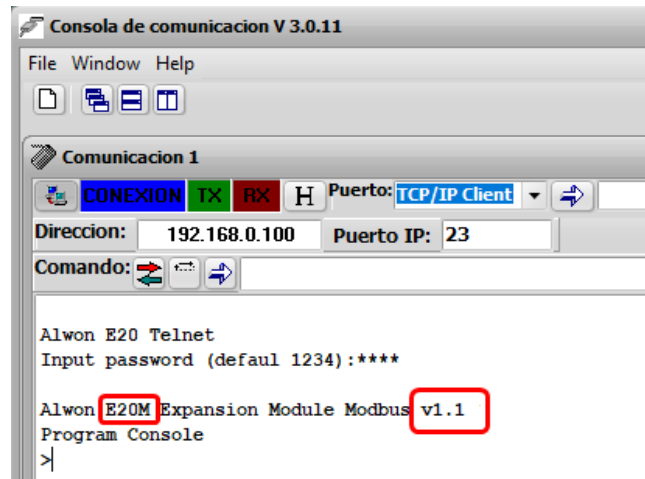 Consola de comunicacion V 3.0.11
File Window Help
Comunicacion 1
CONEXION TX RX H Puerto: TCP/IP Client
Direccion: 192.168.0.100 Puerto IP: 23
Comando:
Alwon E20 Telnet
Input password (defaul 1234):****
Alwon E20M Expansion Module Modbus v1.1
Program Console
>